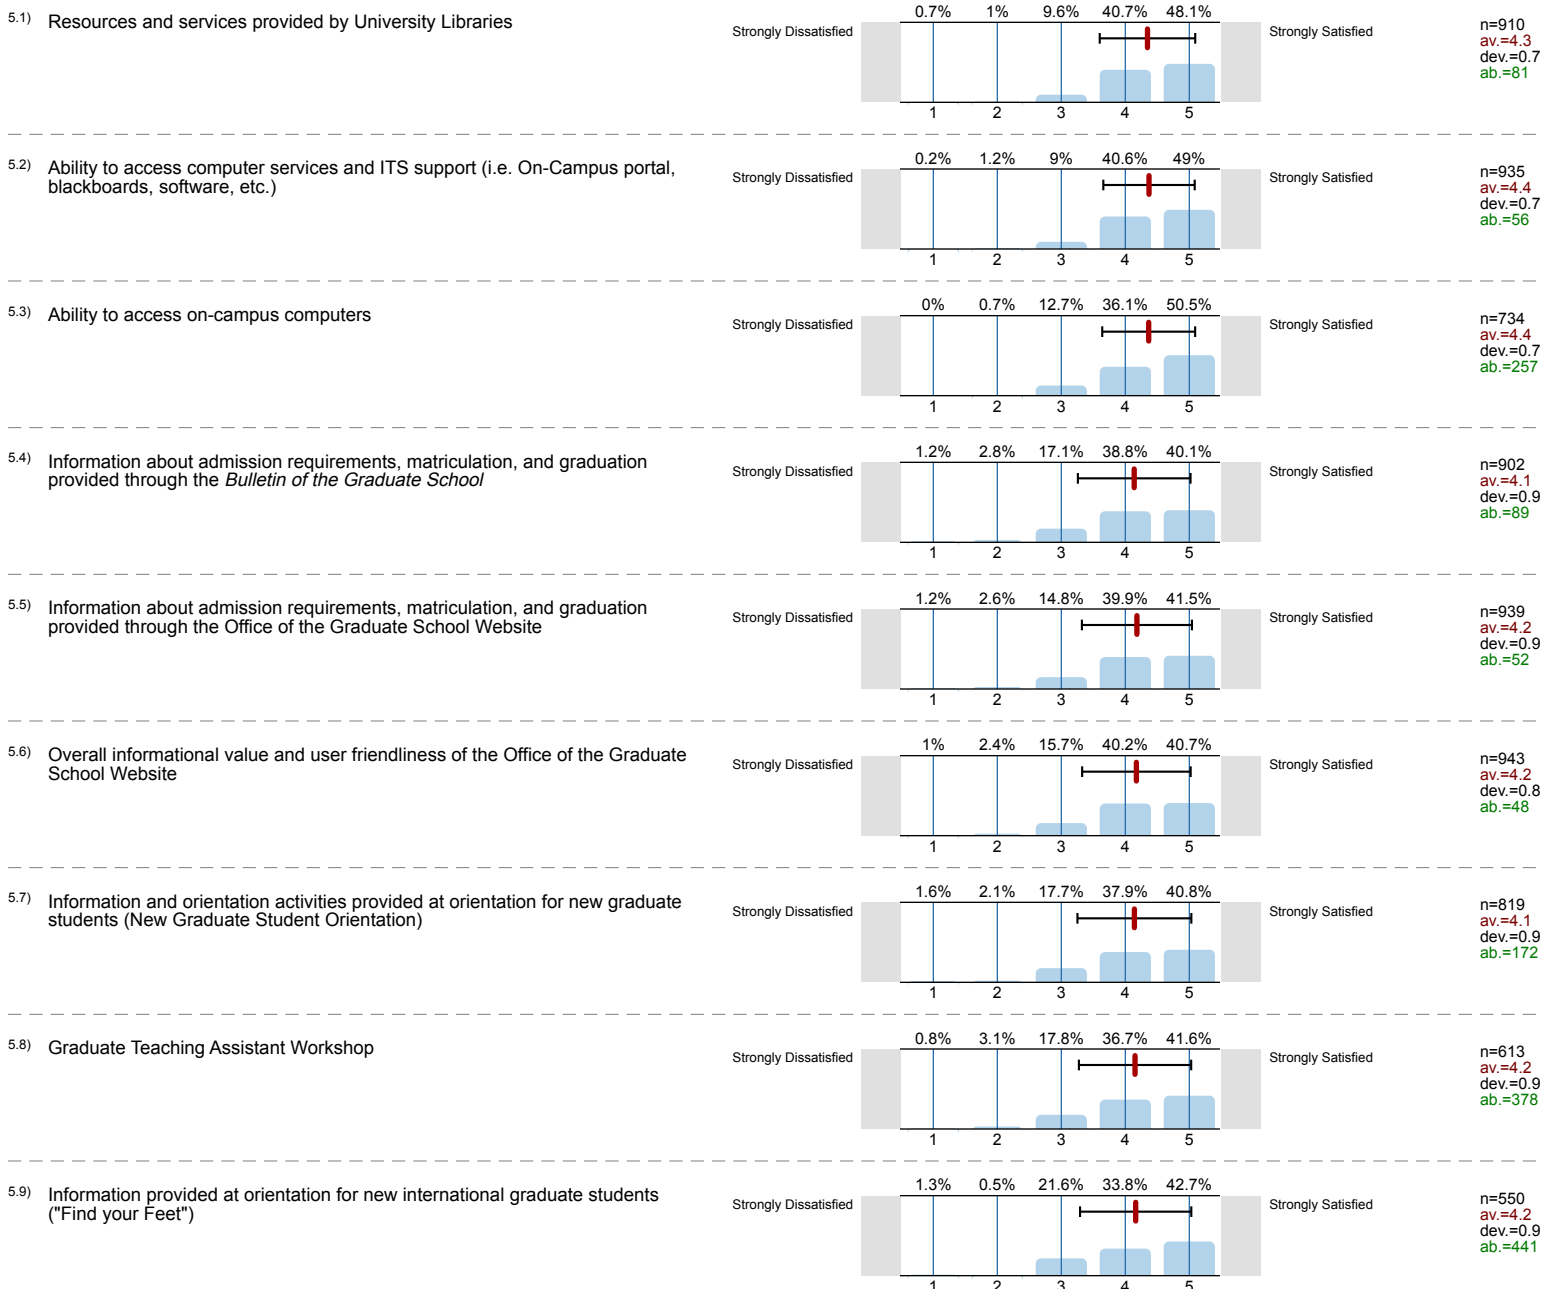 5.1) Resources and services provided by University Libraries
Strongly Dissatisfied
0.7% 1% 9.6% 40.7% 48.1%
1 2 3 4 5
Strongly Satisfied
n=910
av.=4.3
dev.=0.7
ab.=81
5.2) Ability to access computer services and ITS support (i.e. On-Campus portal,
blackboards, software, etc.)
Strongly Dissatisfied
0.2% 1.2% 9% 40.6% 49%
1 2 3 4 5
Strongly Satisfied
n=935
av.=4.4
dev.=0.7
ab.=56
5.3) Ability to access on-campus computers
Strongly Dissatisfied
0% 0.7% 12.7% 36.1% 50.5%
1 2 3 4 5
Strongly Satisfied
n=734
av.=4.4
dev.=0.7
ab.=257
5.4) Information about admission requirements, matriculation, and graduation
provided through the Bulletin of the Graduate School
Strongly Dissatisfied
1.2% 2.8% 17.1% 38.8% 40.1%
1 2 3 4 5
Strongly Satisfied
n=902
av.=4.1
dev.=0.9
ab.=89
5.5) Information about admission requirements, matriculation, and graduation
provided through the Office of the Graduate School Website
Strongly Dissatisfied
1.2% 2.6% 14.8% 39.9% 41.5%
1 2 3 4 5
Strongly Satisfied
n=939
av.=4.2
dev.=0.9
ab.=52
5.6) Overall informational value and user friendliness of the Office of the Graduate
School Website
Strongly Dissatisfied
1% 2.4% 15.7% 40.2% 40.7%
1 2 3 4 5
Strongly Satisfied
n=943
av.=4.2
dev.=0.8
ab.=48
5.7) Information and orientation activities provided at orientation for new graduate
students (New Graduate Student Orientation)
Strongly Dissatisfied
1.6% 2.1% 17.7% 37.9% 40.8%
1 2 3 4 5
Strongly Satisfied
n=819
av.=4.1
dev.=0.9
ab.=172
5.8) Graduate Teaching Assistant Workshop
Strongly Dissatisfied
0.8% 3.1% 17.8% 36.7% 41.6%
1 2 3 4 5
Strongly Satisfied
n=613
av.=4.2
dev.=0.9
ab.=378
5.9) Information provided at orientation for new international graduate students
("Find your Feet")
Strongly Dissatisfied
1.3% 0.5% 21.6% 33.8% 42.7%
1 2 3 4 5
Strongly Satisfied
n=550
av.=4.2
dev.=0.9
ab.=441